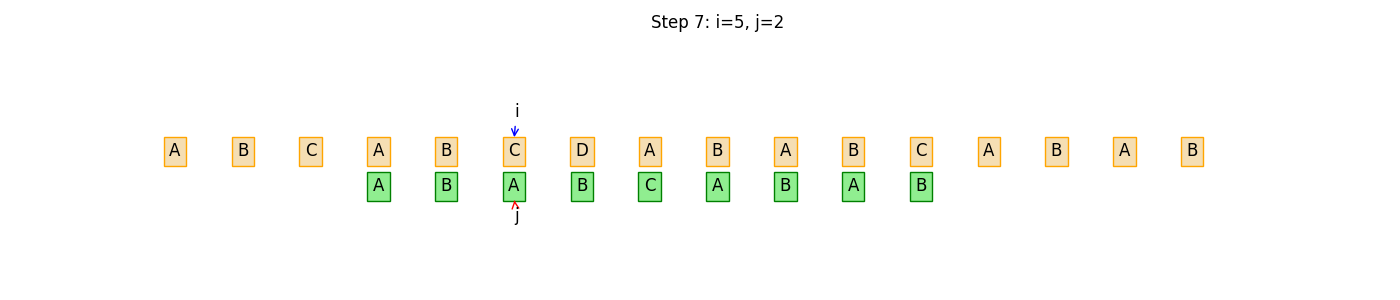 Step 7: i=5, j=2
i
A B C A B C D A B A B C A B A B
A B A B C A B A B
j